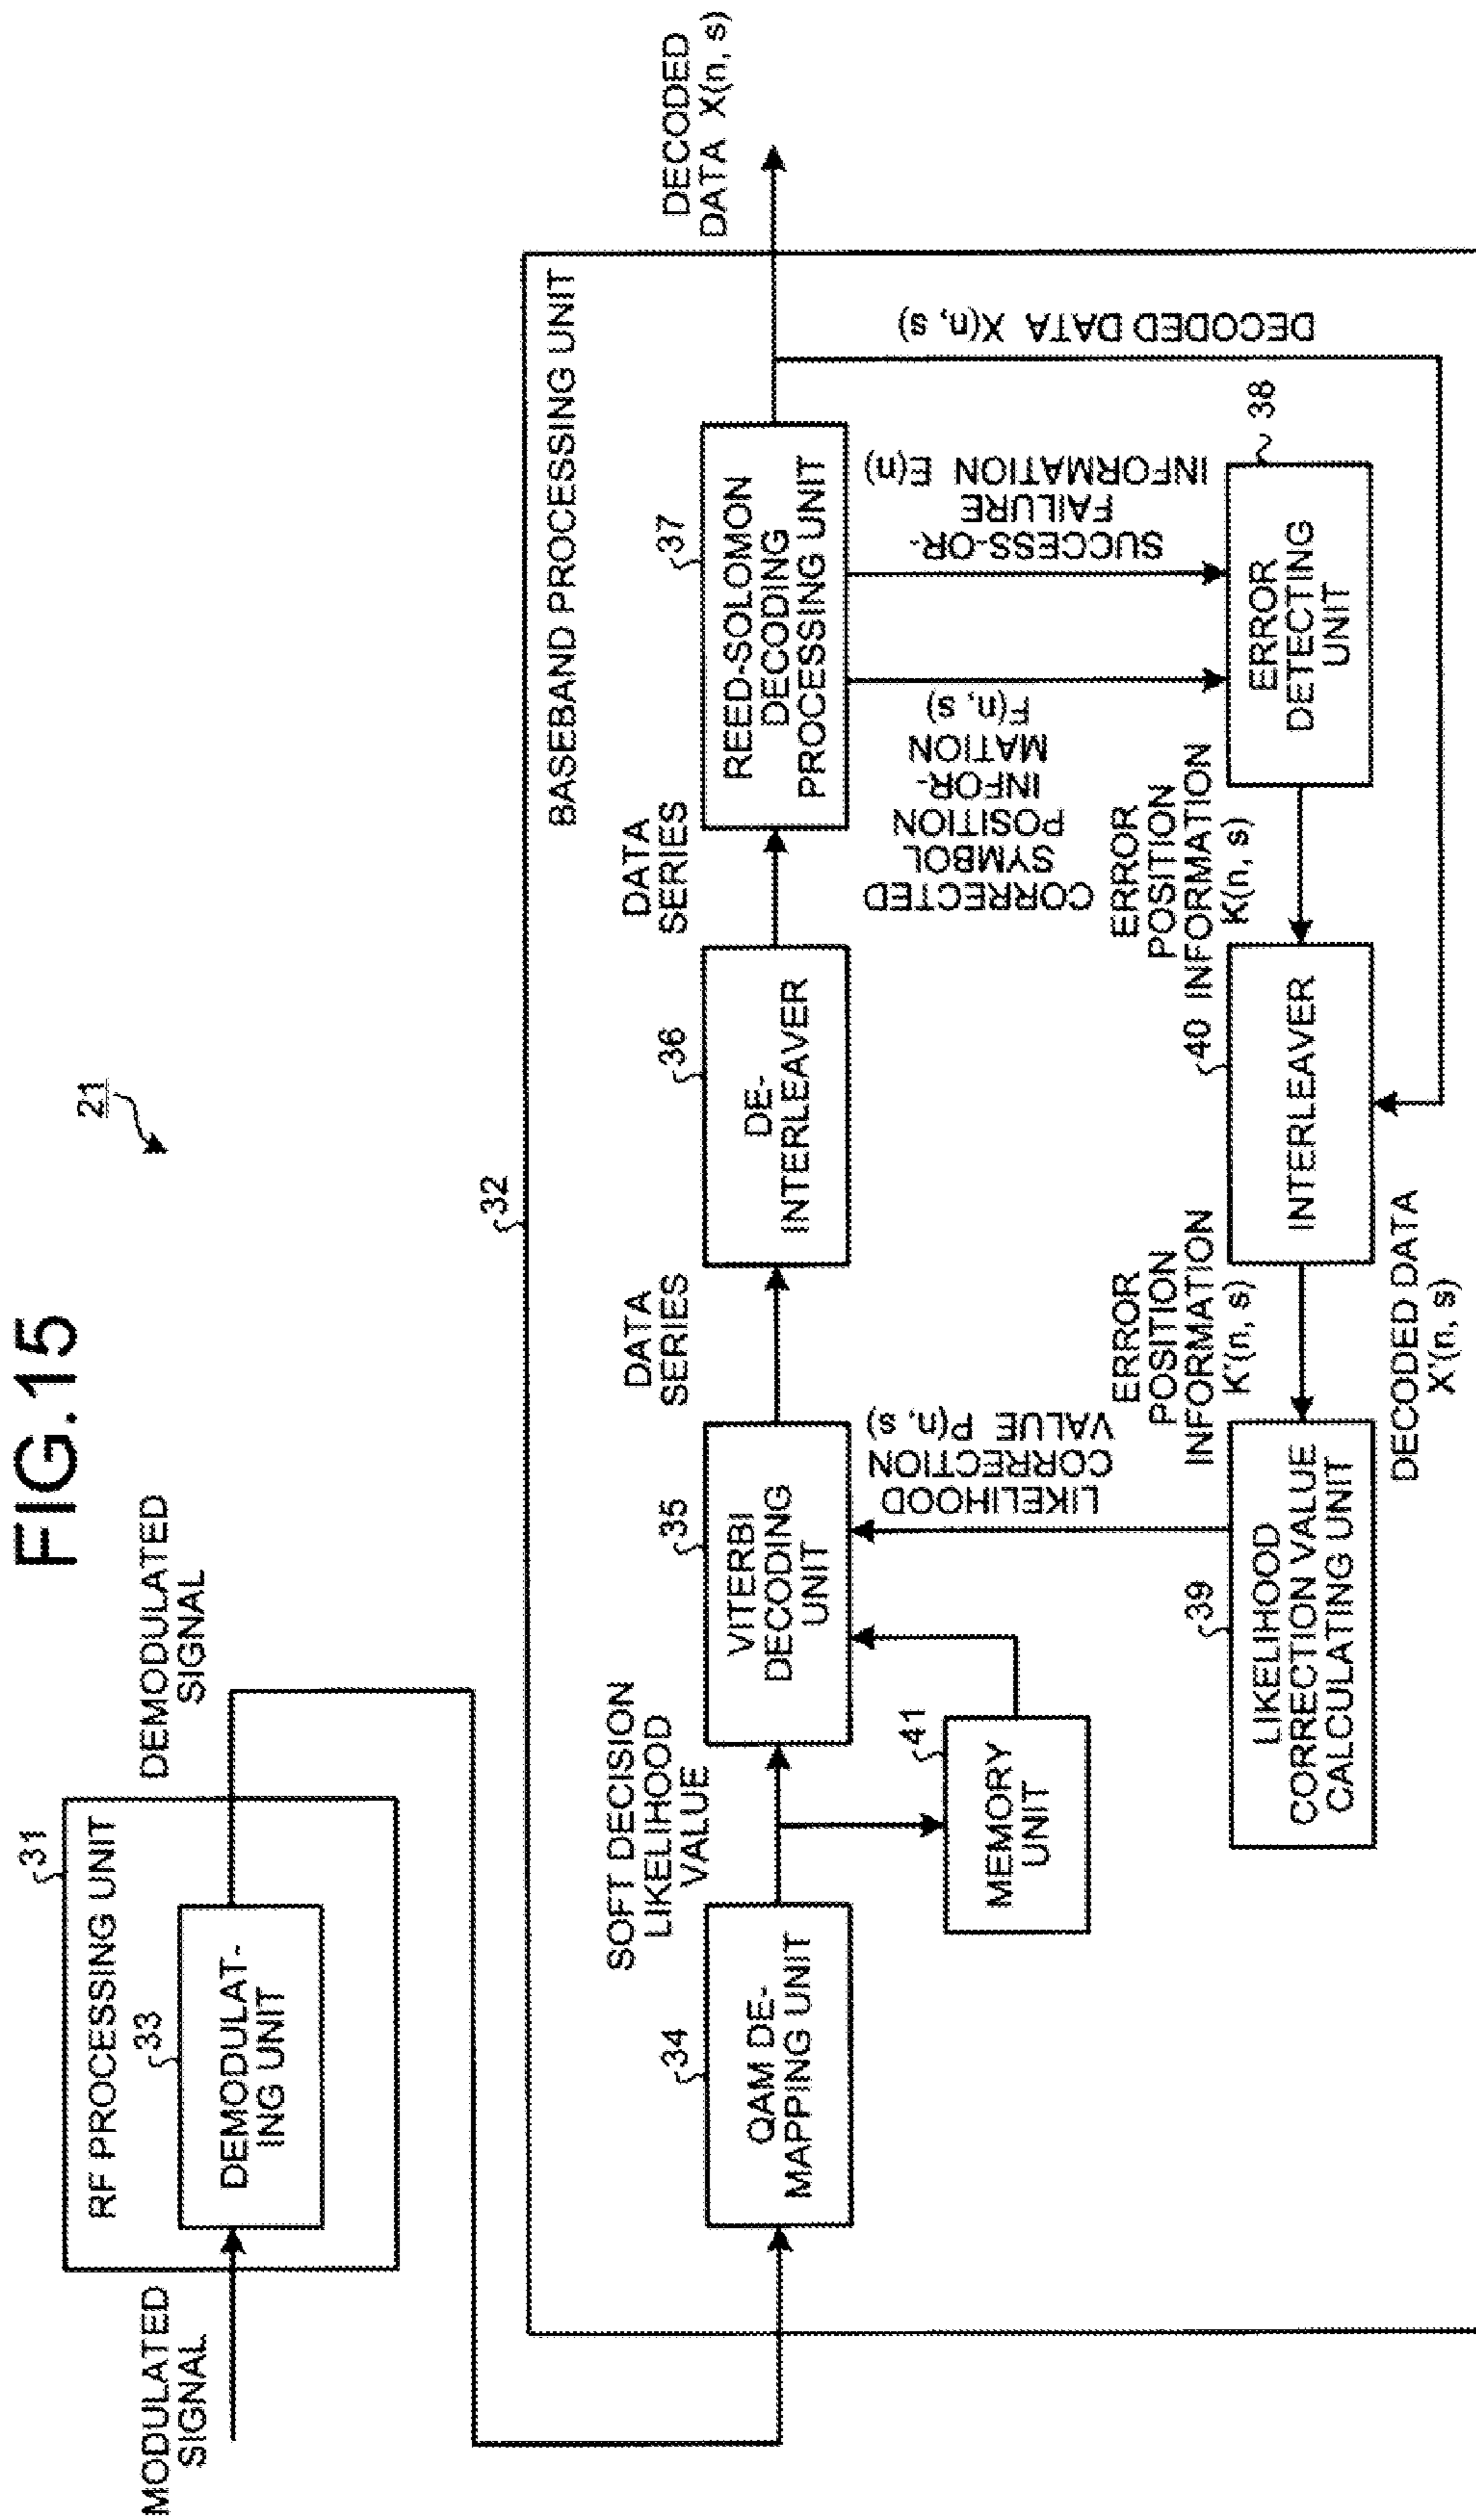 FIG.15
21
MODULATED
SIGNAL
31
RF PROCESSING UNIT
33
DEMODULAT-
ING UNIT
DEMODULATED
SIGNAL
32
BASEBAND PROCESSING UNIT
34
QAM DE-
MAPPING UNIT
SOFT DECISION
LIKELIHOOD
VALUE
35
VITERBI
DECODING
UNIT
DATA
SERIES
36
DE-
INTERLEAVER
DATA
SERIES
37
REED-SOLOMON
DECODING
PROCESSING UNIT
DECODED
DATA X(n, s)
41
MEMORY
UNIT
LIKELIHOOD
CORRECTION
VALUE P(n, s)
CORRECTED
SYMBOL
POSITION
INFOR-
MATION
F(n, s)
SUCCESS-OR-
FAILURE
INFORMATION E(n)
DECODED DATA X(n, s)
39
LIKELIHOOD
CORRECTION VALUE
CALCULATING UNIT
ERROR
POSITION
INFORMATION
K'(n, s)
DECODED DATA
X'(n, s)
40
INTERLEAVER
ERROR
POSITION
INFORMATION
K(n, s)
38
ERROR
DETECTING
UNIT